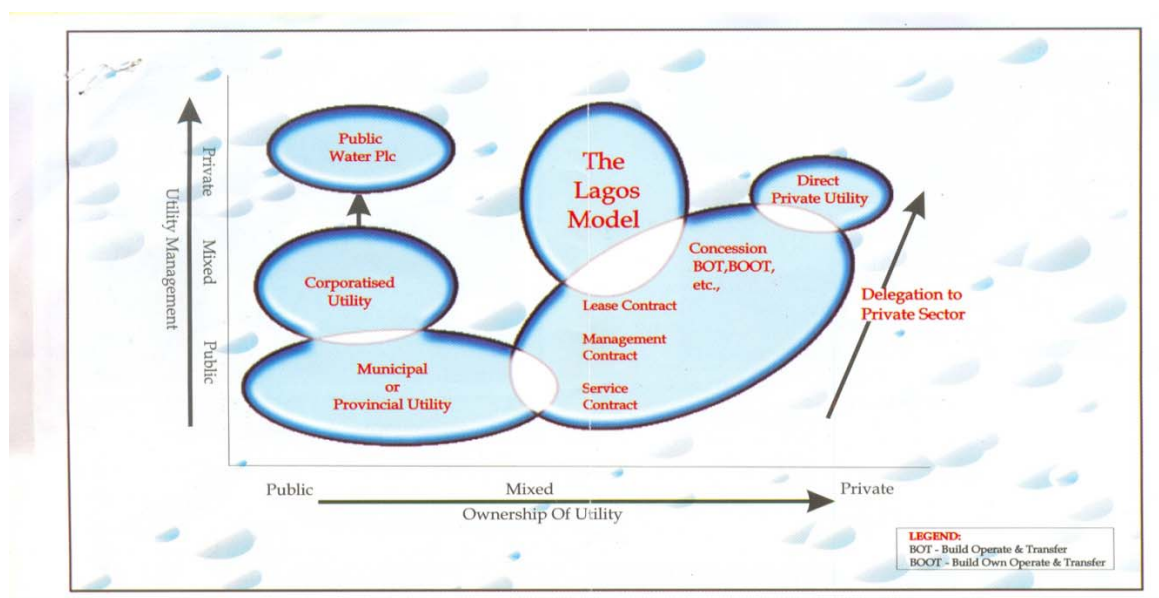 Public
Water Plc
The
Lagos
Model
Direct
Private Utility
Corporatised
Utility
Concession
BOT,BOOT,
etc.,
Lease Contract
Management
Contract
Service
Contract
Municipal
or
Provincial Utility
Delegation to
Private Sector
Private
Mixed
Public
Utility Management
Public
Mixed
Private
Ownership Of Utility
LEGEND:
BOT - Build Operate & Transfer
BOOT - Build Own Operate & Transfer